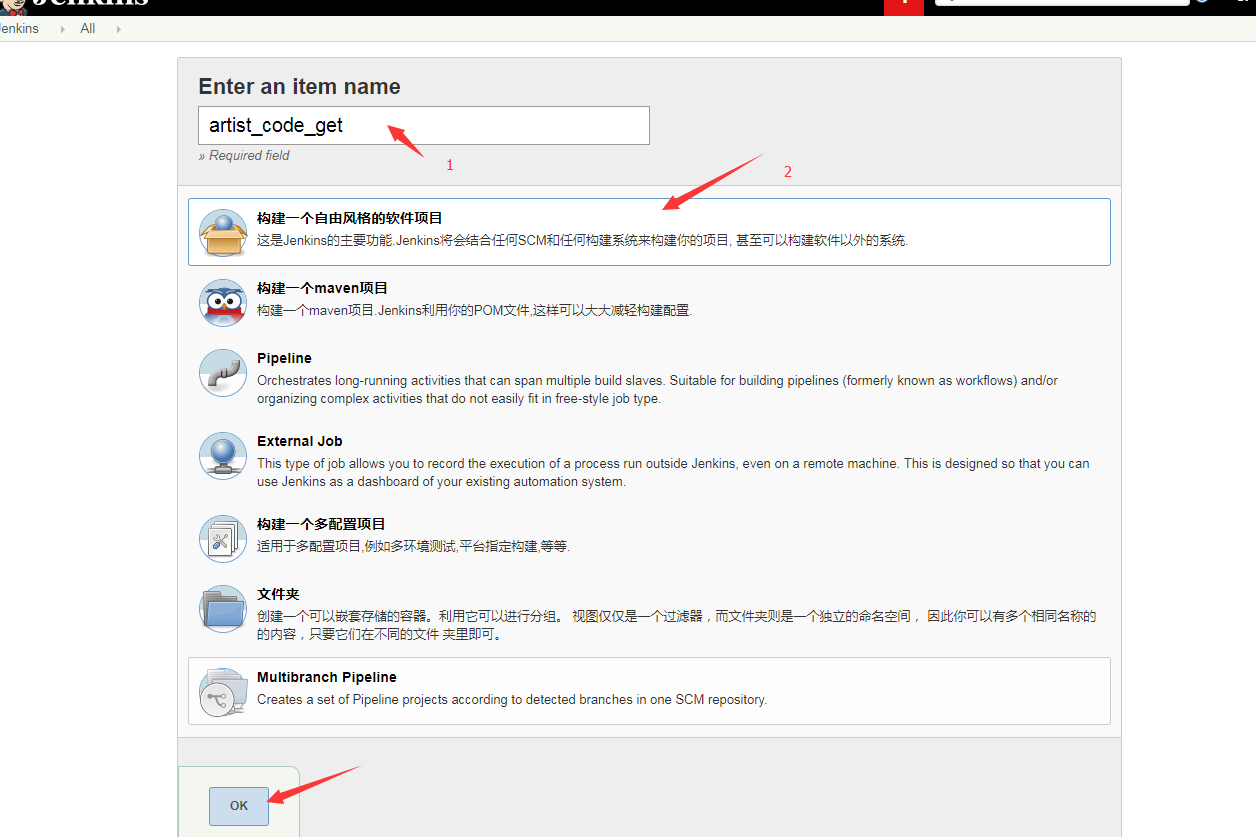 Jenkins
Jenkins
All
Enter an item name
artist_code_get
» Required field
1
2
构建一个自由风格的软件项目
这是Jenkins的主要功能.Jenkins将会结合任何SCM和任何构建系统来构建你的项目, 甚至可以构建软件以外的系统.
构建一个maven项目
构建一个maven项目.Jenkins利用你的POM文件,这样可以大大减轻构建配置.
Pipeline
Orchestrates long-running activities that can span multiple build slaves. Suitable for building pipelines (formerly known as workflows) and/or
organizing complex activities that do not easily fit in free-style job type.
External Job
This type of job allows you to record the execution of a process run outside Jenkins, even on a remote machine. This is designed so that you can
use Jenkins as a dashboard of your existing automation system.
构建一个多配置项目
适用于多配置项目,例如多环境测试,平台指定构建,等等.
文件夹
创建一个可以嵌套存储的容器。利用它可以进行分组。 视图仅仅是一个过滤器，而文件夹则是一个独立的命名空间， 因此你可以有多个相同名称的
的内容，只要它们在不同的文件 夹里即可。
Multibranch Pipeline
Creates a set of Pipeline projects according to detected branches in one SCM repository.
OK